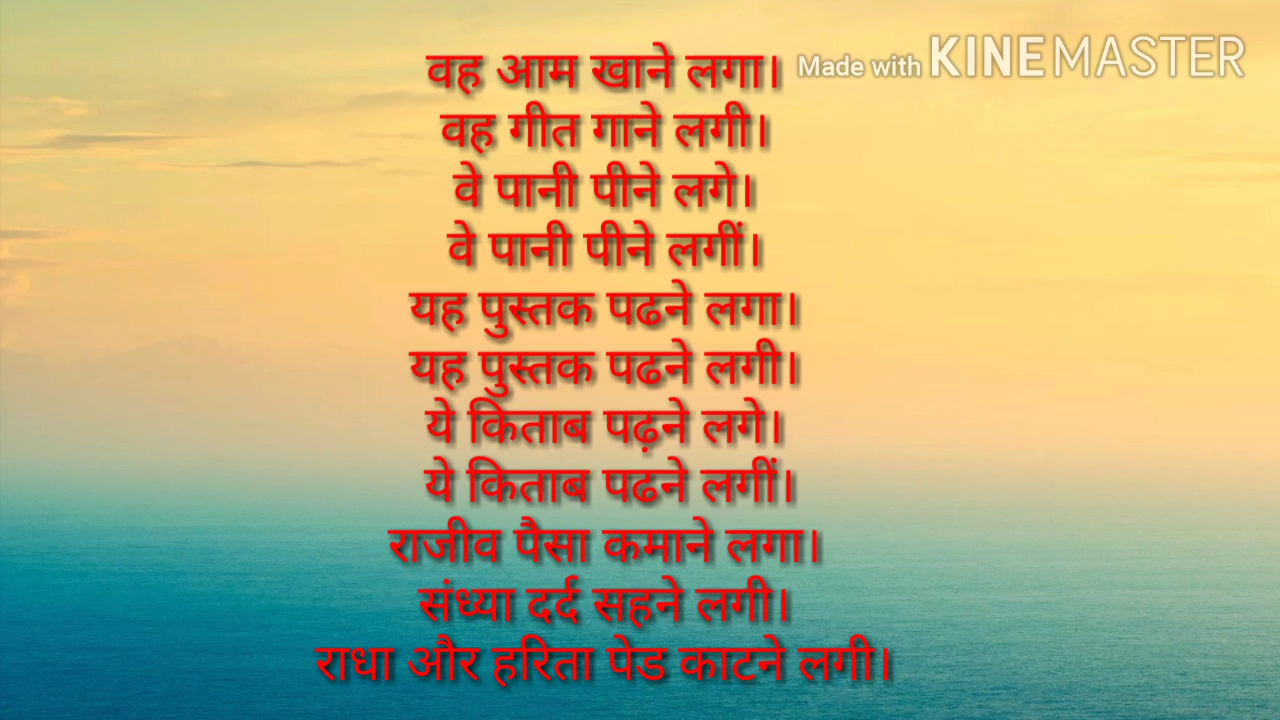 वह आम खाने लगा।
Made with KINEMASTER
वह गीत गाने लगी।
वे पानी पीने लगे।
वे पानी पीने लगीं।
यह पुस्तक पढने लगा।
यह पुस्तक पढने लगी।
ये किताब पढ़ने लगे।
ये किताब पढने लगीं।
राजीव पैसा कमाने लगा।
संध्या दर्द सहने लगी।
राधा और हरिता पेड काटने लगी।